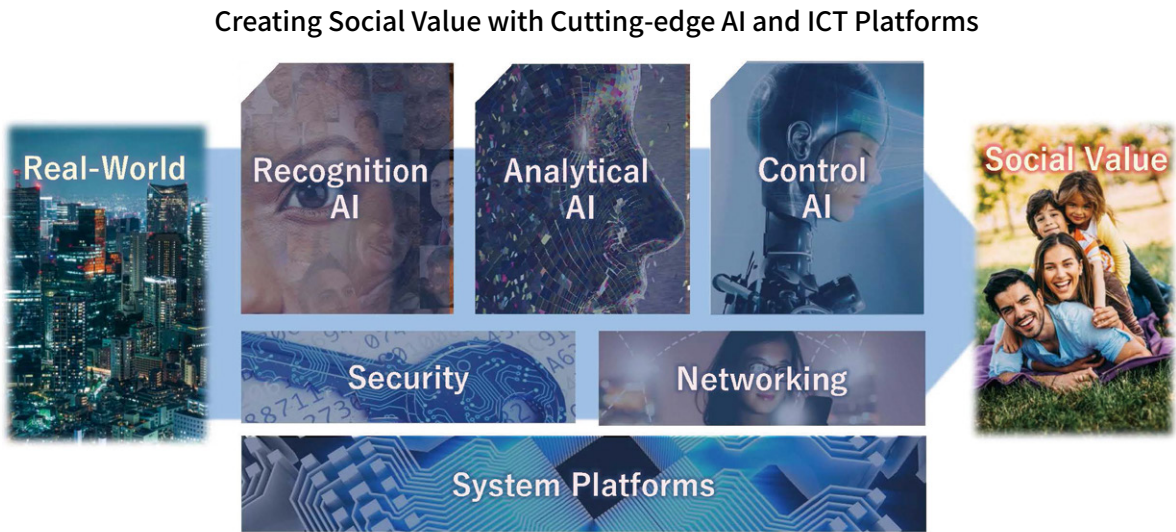 Creating Social Value with Cutting-edge AI and ICT Platforms
Real-World
Recognition
AI
Analytical
AI
Control
AI
Social Value
Security
Networking
System Platforms